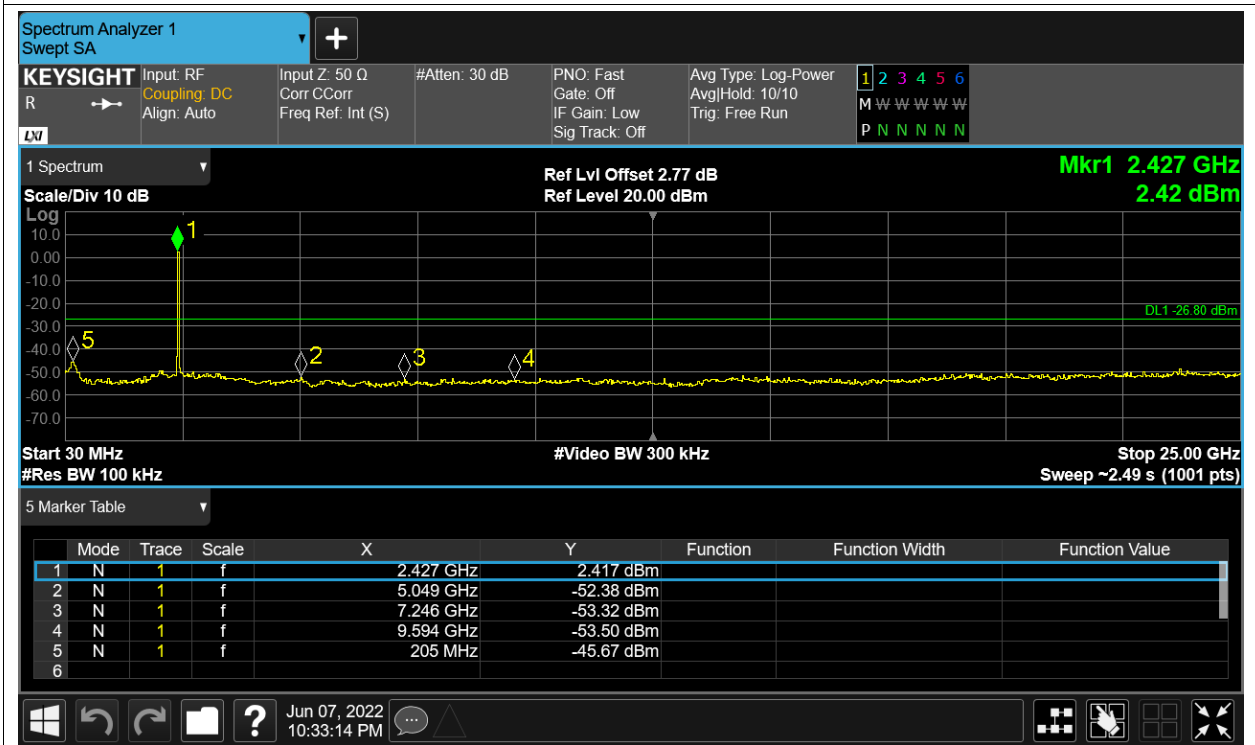 Spectrum Analyzer 1
Swept SA
KEYSIGHT Input: RF Input Z: 50 Ω #Atten: 30 dB PNO: Fast Avg Type: Log-Power 1 2 3 4 5 6
R Coupling: DC Corr CCorr Gate: Off Avg|Hold: 10/10 M W W W W W
Align: Auto Freq Ref: Int (S) IF Gain: Low Trig: Free Run
LXI Sig Track: Off P N N N N N
1 Spectrum Ref Lvl Offset 2.77 dB Mkr1 2.427 GHz
Scale/Div 10 dB Ref Level 20.00 dBm 2.42 dBm
Log
10.0
0.00
-10.0
-20.0
-30.0
-40.0
-50.0
-60.0
-70.0
1
DL1 -26.80 dBm
5
2 3 4
Start 30 MHz #Video BW 300 kHz Stop 25.00 GHz
#Res BW 100 kHz Sweep ~2.49 s (1001 pts)
5 Marker Table
Mode Trace Scale X Y Function Function Width Function Value
1 N 1 f 2.427 GHz 2.417 dBm
2 N 1 f 5.049 GHz -52.38 dBm
3 N 1 f 7.246 GHz -53.32 dBm
4 N 1 f 9.594 GHz -53.50 dBm
5 N 1 f 205 MHz -45.67 dBm
6
? Jun 07, 2022
10:33:14 PM